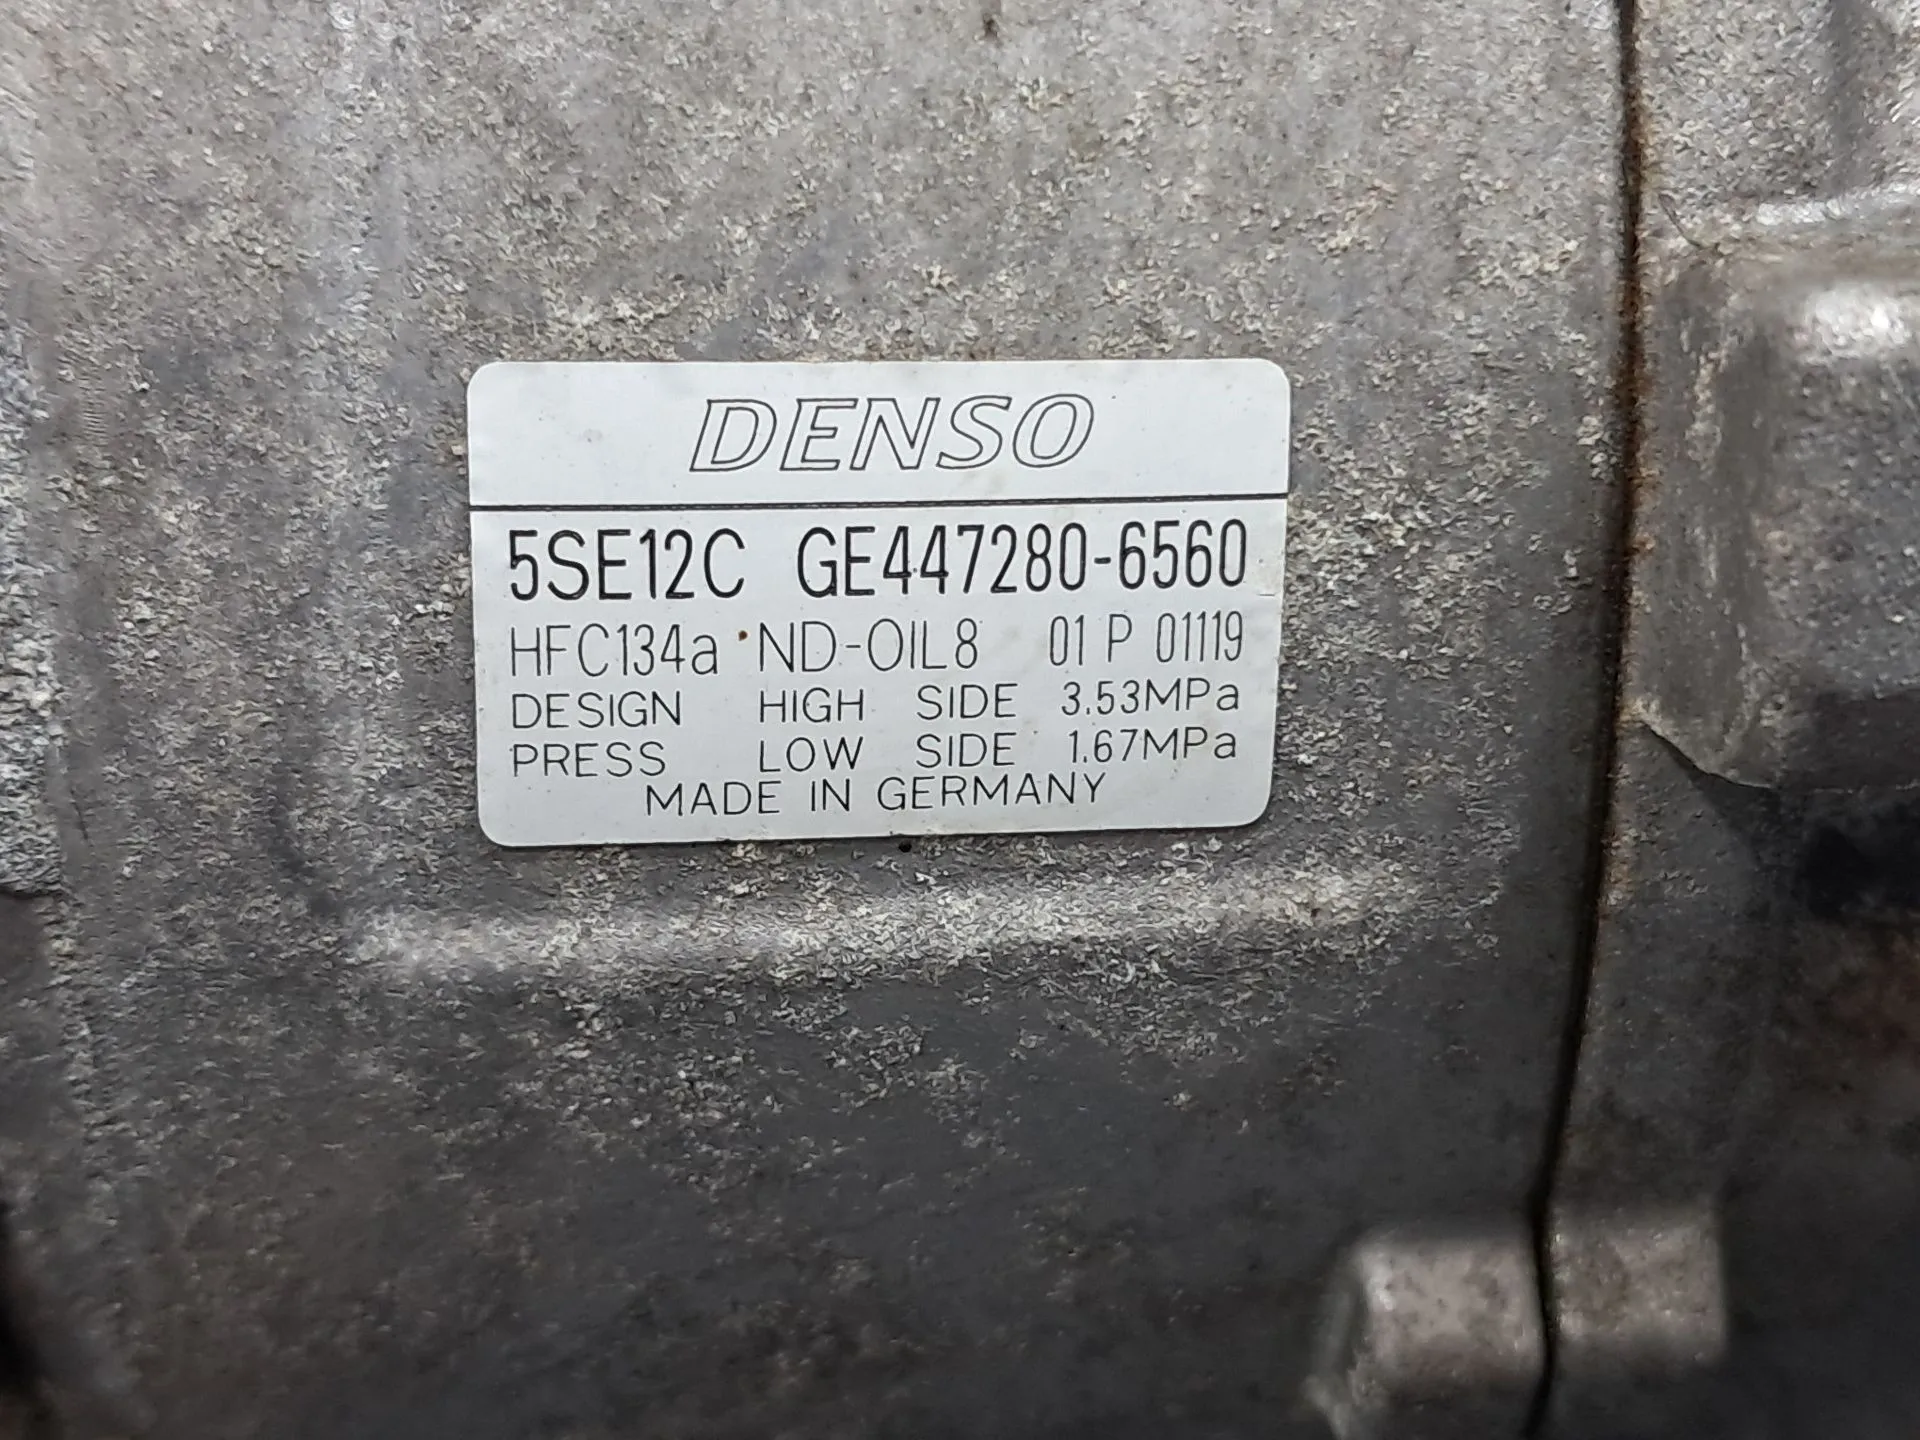 DENSO
5SE12C GE447280-6560
HFC134a ND-OIL8 01 P 01119
DESIGN HIGH SIDE 3.53MPa
PRESS LOW SIDE 1.67MPa
MADE IN GERMANY